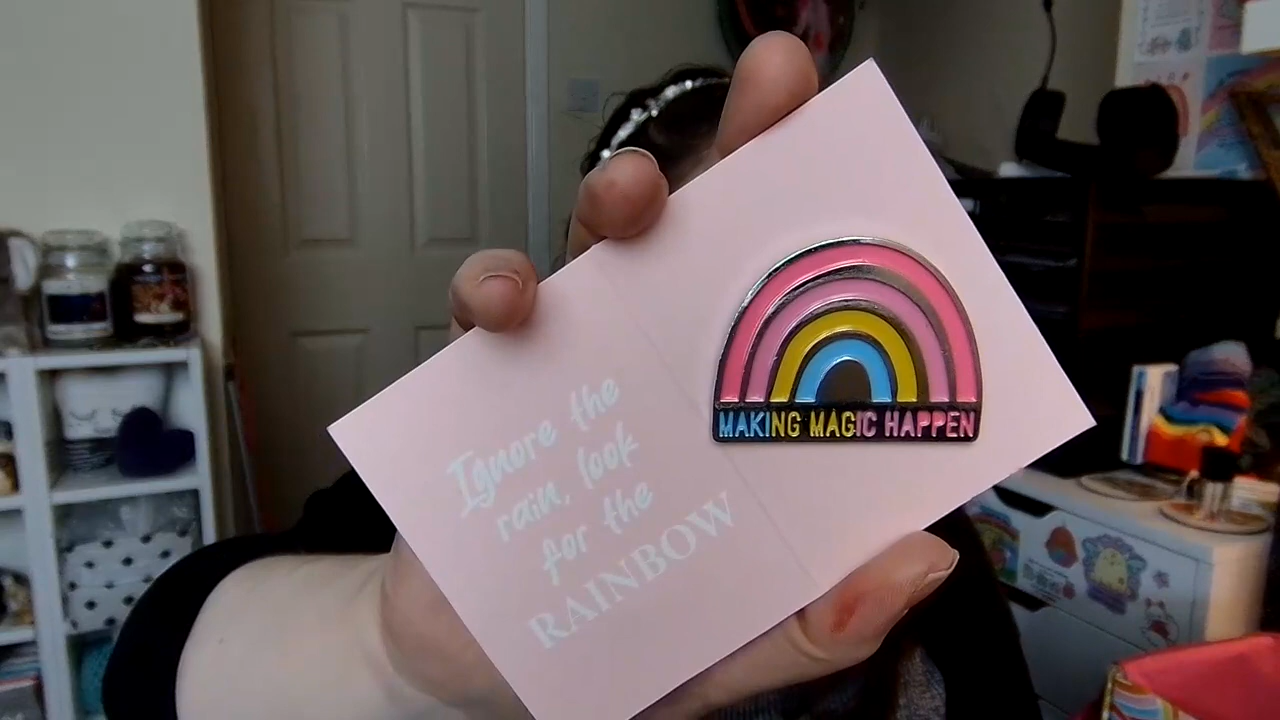 Ignore the
rain, look
for the
RAINBOW
MAKING MAGIC HAPPEN